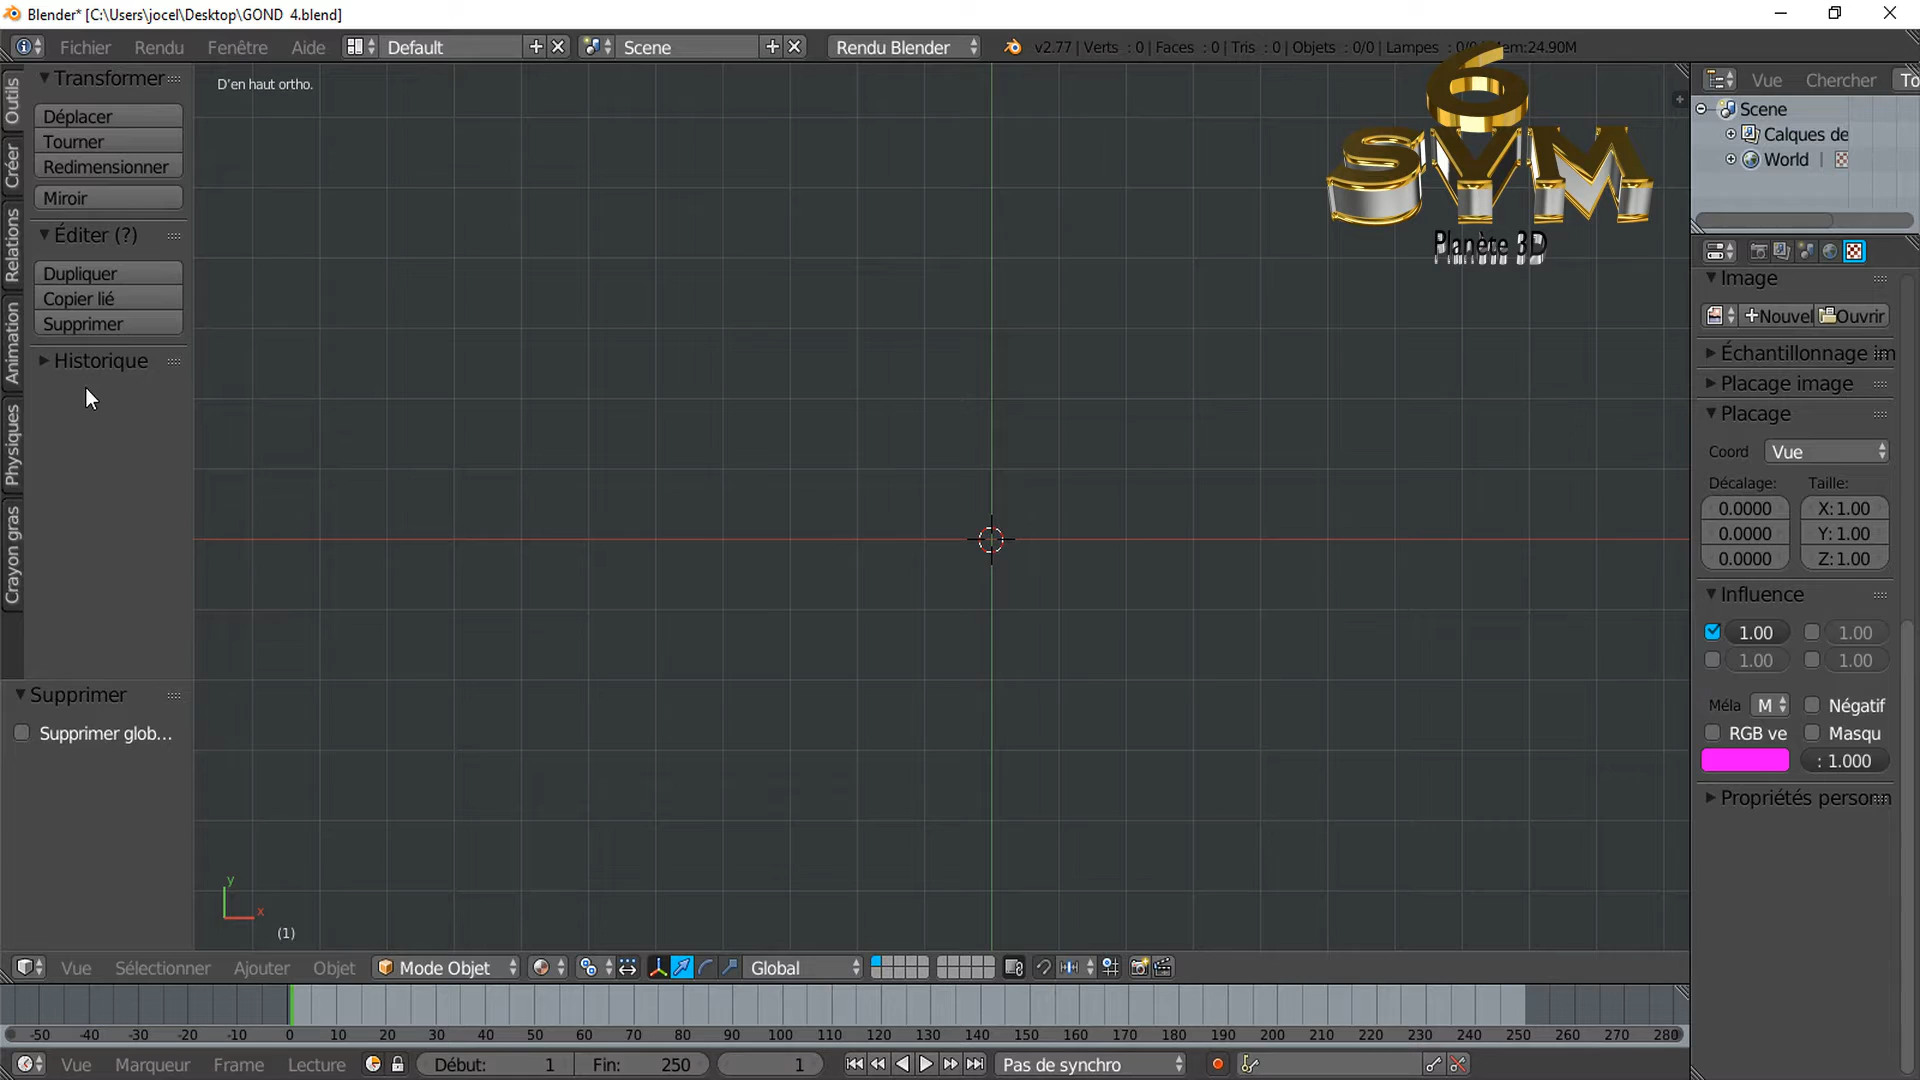 Blender* [C:\Users\jocel\Desktop\GOND  4.blend]
Fichier Rendu Fenêtre Aide Default Scene Rendu Blender v2.77 | Verts : 0 | Faces : 0 | Tris : 0 | Objets : 0/0 | Lampes : 0/0 Mem:24.90M
Outils
Créer
Relations
Animation
Physiques
Crayon gras
Transformer
Déplacer
Tourner
Redimensionner
Miroir
Éditer (?)
Dupliquer
Copier lié
Supprimer
Historique
Supprimer
Supprimer glob...
D'en haut ortho.
6
SYM
Planète 3D
y
x
(1)
Vue Chercher To
Scene
Calques de
World
Image
Nouvel Ouvrir
Échantillonnage im
Placage image
Placage
Coord Vue
Décalage: Taille:
0.0000 X: 1.00
0.0000 Y: 1.00
0.0000 Z: 1.00
Influence
1.00 1.00
1.00 1.00
Méla M Négatif
RGB ve Masqu
: 1.000
Propriétés personn
Vue Sélectionner Ajouter Objet Mode Objet Global
-50 -40 -30 -20 -10 0 10 20 30 40 50 60 70 80 90 100 110 120 130 140 150 160 170 180 190 200 210 220 230 240 250 260 270 280
Vue Marqueur Frame Lecture Début: 1 Fin: 250 1 Pas de synchro